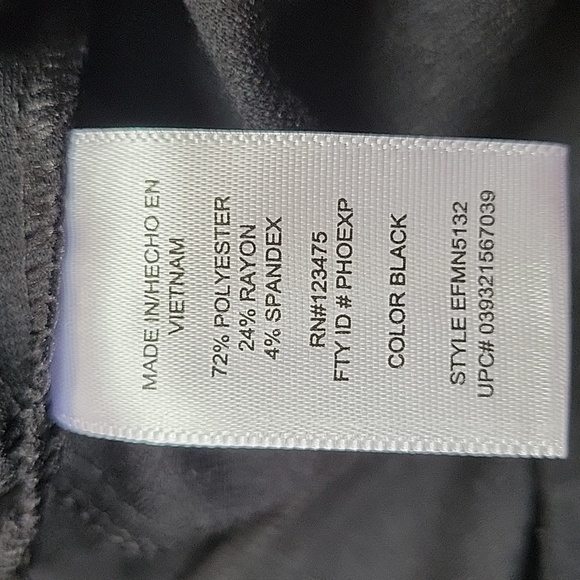 MADE IN/HECHO EN
VIETNAM
72% POLYESTER
24% RAYON
4% SPANDEX
RN#123475
FTY ID # PHOEXP
COLOR BLACK
STYLE EFMN5132
UPC# 039321567039